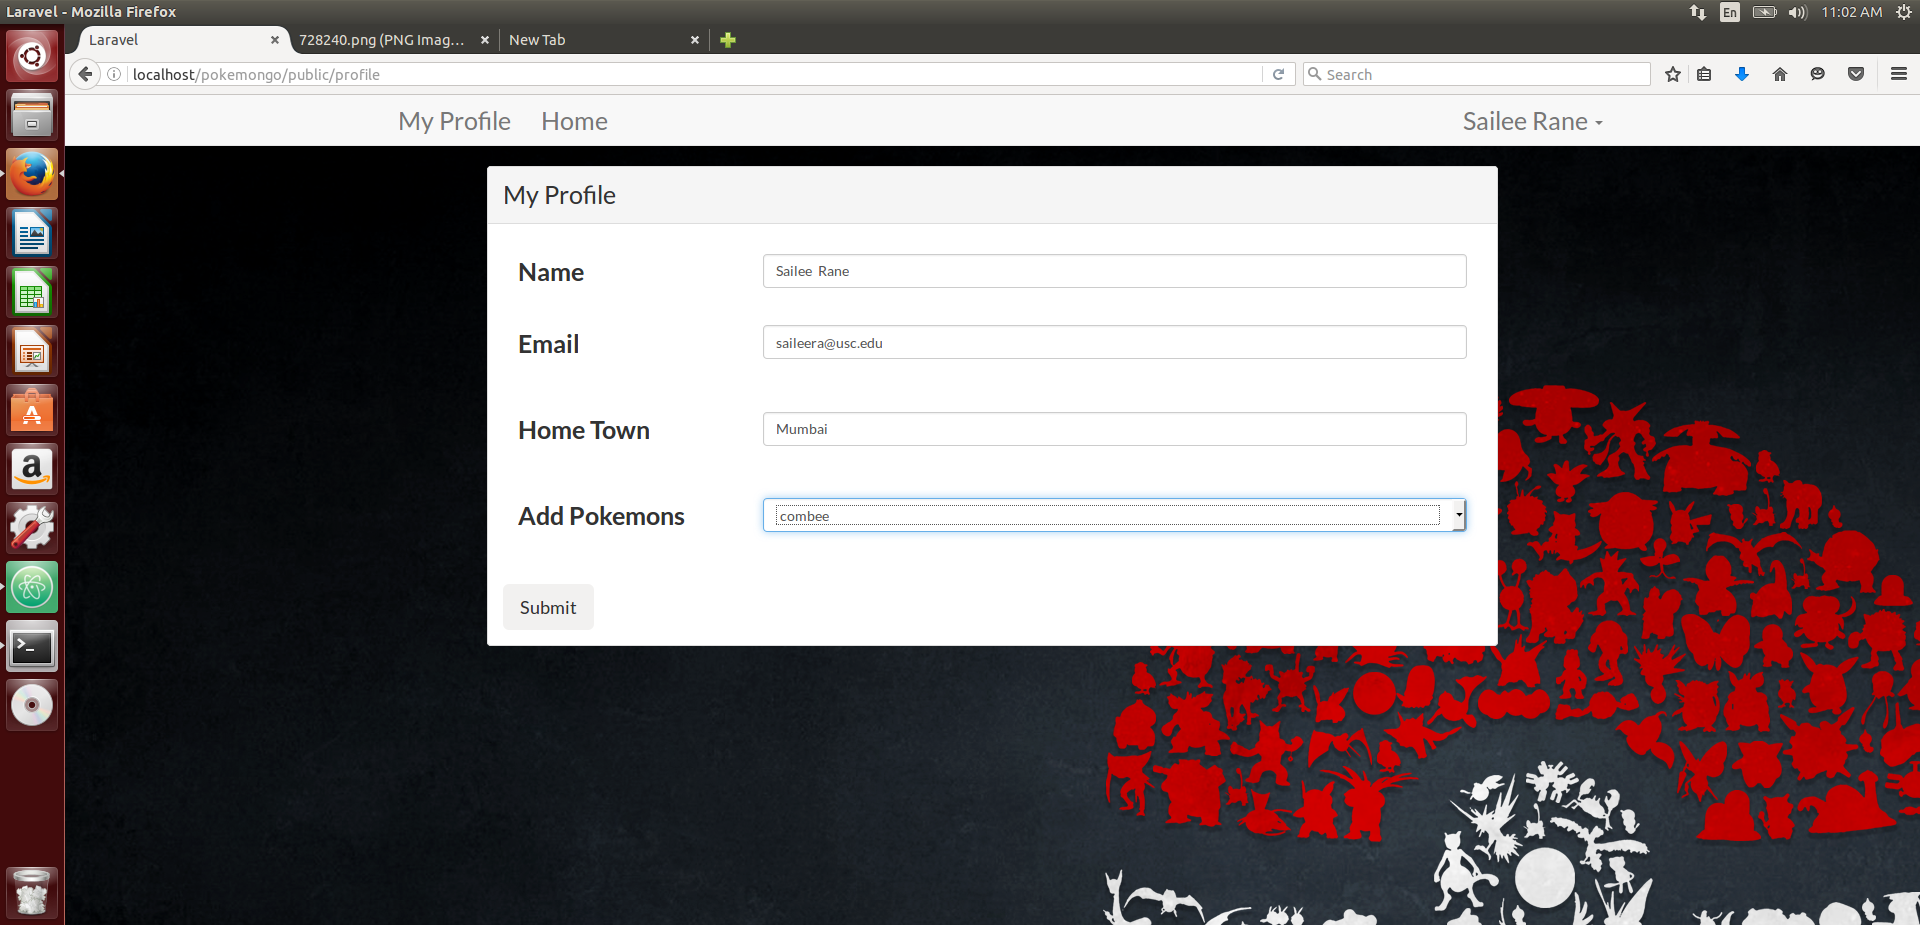 Laravel - Mozilla Firefox
En
11:02 AM
Laravel
728240.png (PNG Imag...
New Tab
localhost/pokemongo/public/profile
Search
My Profile
Home
Sailee Rane
My Profile
Name
Sailee Rane
Email
saileera@usc.edu
Home Town
Mumbai
Add Pokemons
combee
Submit